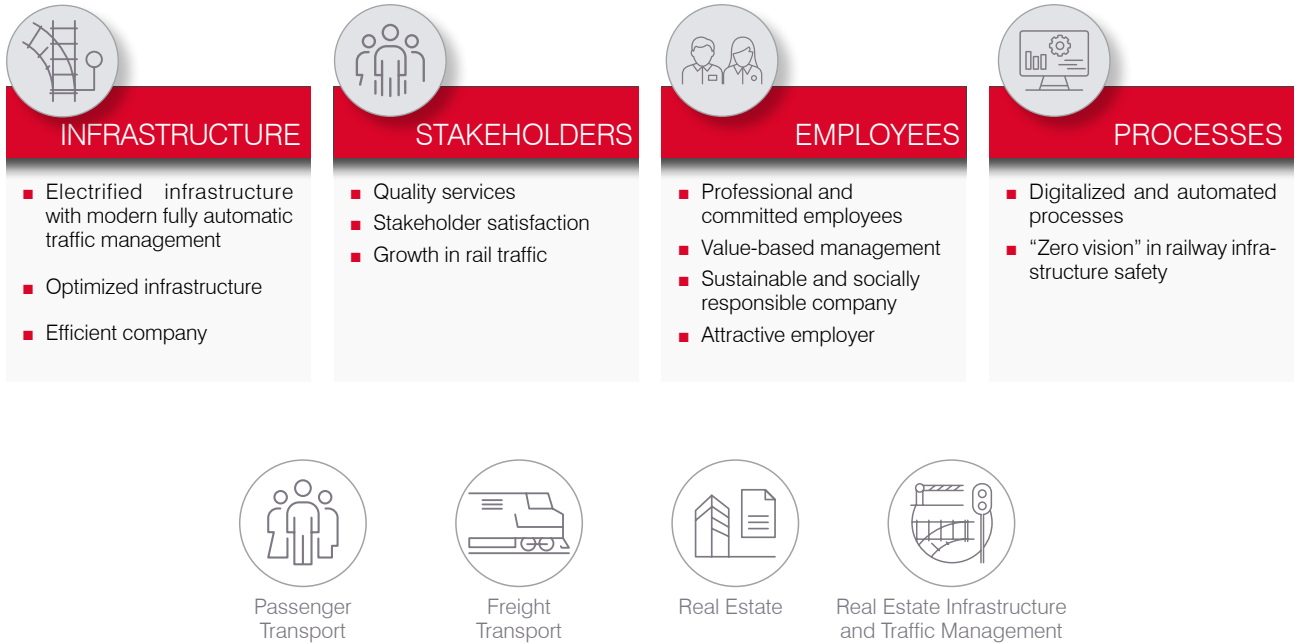 INFRASTRUCTURE
■ Electrified infrastructure
with modern fully automatic
traffic management
■ Optimized infrastructure
■ Efficient company
STAKEHOLDERS
■ Quality services
■ Stakeholder satisfaction
■ Growth in rail traffic
EMPLOYEES
■ Professional and
committed employees
■ Value-based management
■ Sustainable and socially
responsible company
■ Attractive employer
PROCESSES
■ Digitalized and automated
processes
■ “Zero vision” in railway infra-
structure safety
Passenger
Transport
Freight
Transport
Real Estate
Real Estate Infrastructure
and Traffic Management